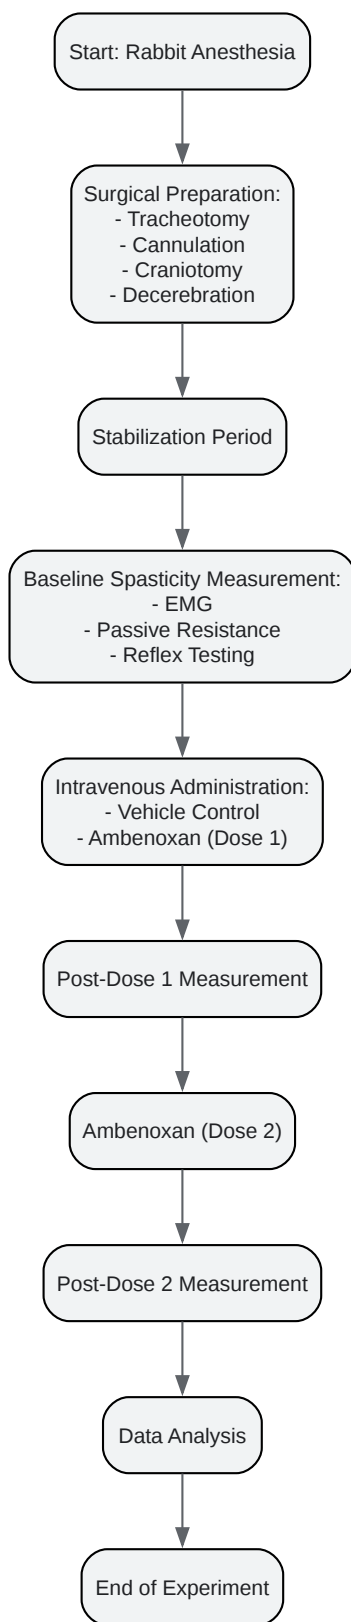 Start: Rabbit Anesthesia
Surgical Preparation:
- Tracheotomy
- Cannulation
- Craniotomy
- Decerebration
Stabilization Period
Baseline Spasticity Measurement:
- EMG
- Passive Resistance
- Reflex Testing
Intravenous Administration:
- Vehicle Control
- Ambenoxan (Dose 1)
Post-Dose 1 Measurement
Ambenoxan (Dose 2)
Post-Dose 2 Measurement
Data Analysis
End of Experiment